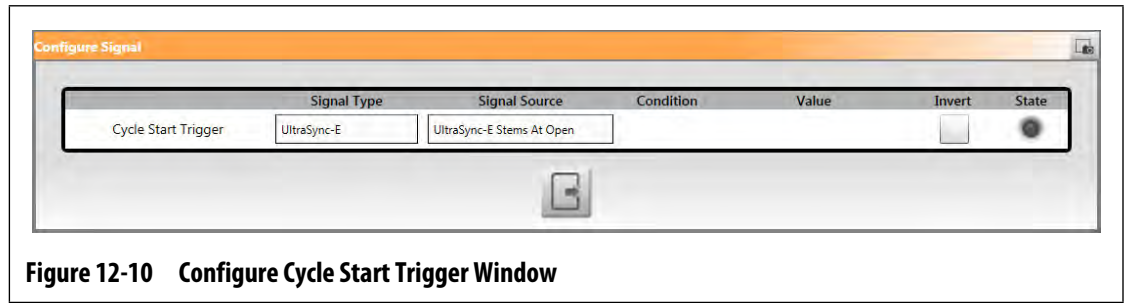 Configure Signal
Signal Type Signal Source Condition Value Invert State
Cycle Start Trigger UltraSync-E UltraSync-E Stems At Open
Figure 12-10 Configure Cycle Start Trigger Window